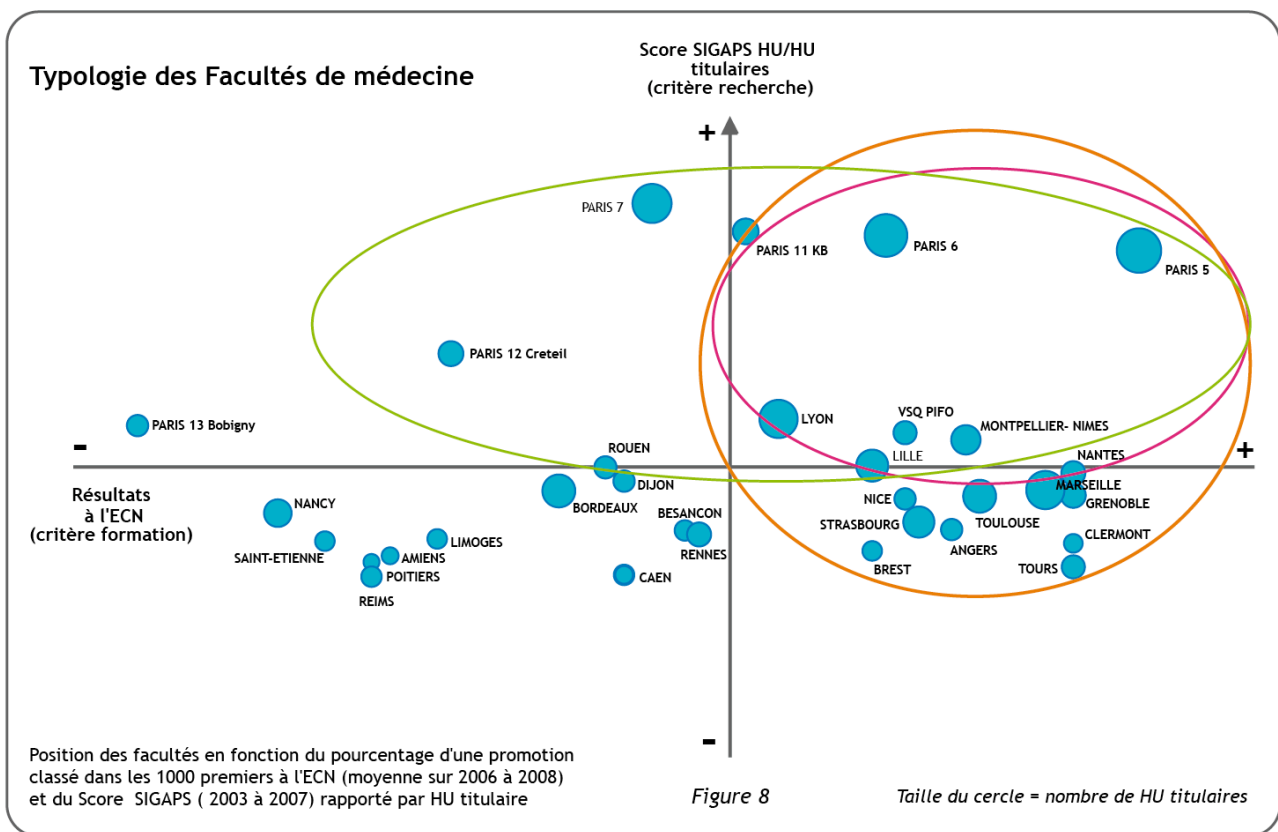 Typologie des Facultés de médecine
Score SIGAPS HU/HU
titulaires
(critère recherche)
+
PARIS 7
PARIS 11 KB
PARIS 6
PARIS 5
PARIS 12 Creteil
PARIS 13 Bobigny
LYON
VSQ PIFO
MONTPELLIER- NIMES
-
+
ROUEN
LILLE
NANTES
DIJON
MARSEILLE
Résultats
à l'ECN
(critère formation)
NANCY
BORDEAUX
NICE
GRENOBLE
BESANCON
STRASBOURG
TOULOUSE
SAINT-ETIENNE
LIMOGES
RENNES
ANGERS
CLERMONT
AMIENS
POITIERS
CAEN
BREST
TOURS
REIMS
-
Position des facultés en fonction du pourcentage d'une promotion
classé dans les 1000 premiers à l'ECN (moyenne sur 2006 à 2008)
et du Score SIGAPS ( 2003 à 2007) rapporté par HU titulaire
Figure 8
Taille du cercle = nombre de HU titulaires